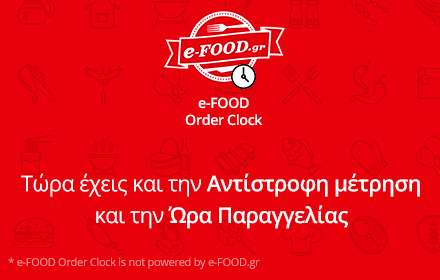 e-FOOD.gr
e-FOOD
Order Clock
Τώρα έχεις και την Αντίστροφη μέτρηση
και την Ώρα Παραγγελίας
* e-FOOD Order Clock is not powered by e-FOOD.gr